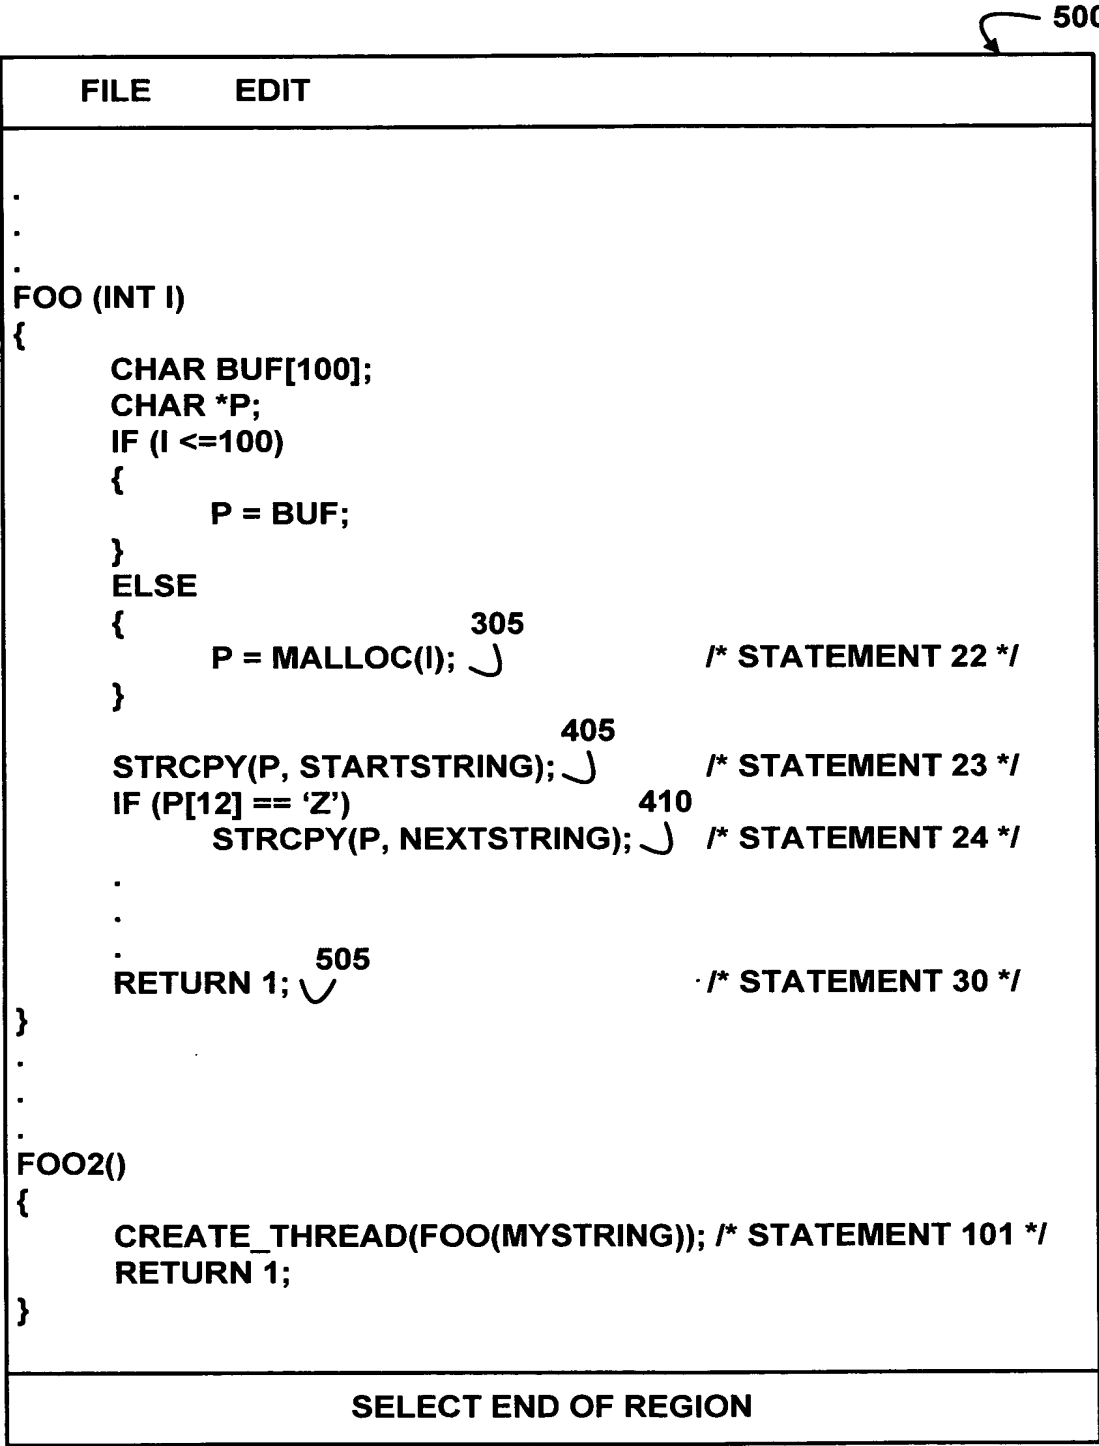 500
FILE EDIT
.
.
.
FOO (INT I)
{
CHAR BUF[100];
CHAR *P;
IF (I <=100)
{
P = BUF;
}
ELSE
{
305
P = MALLOC(I); /* STATEMENT 22 */
}
405
STRCPY(P, STARTSTRING); /* STATEMENT 23 */
IF (P[12] == ‘Z’) 410
STRCPY(P, NEXTSTRING); /* STATEMENT 24 */
.
.
.
505
RETURN 1; /* STATEMENT 30 */
}
.
.
.
FOO2()
{
CREATE_THREAD(FOO(MYSTRING)); /* STATEMENT 101 */
RETURN 1;
}
SELECT END OF REGION